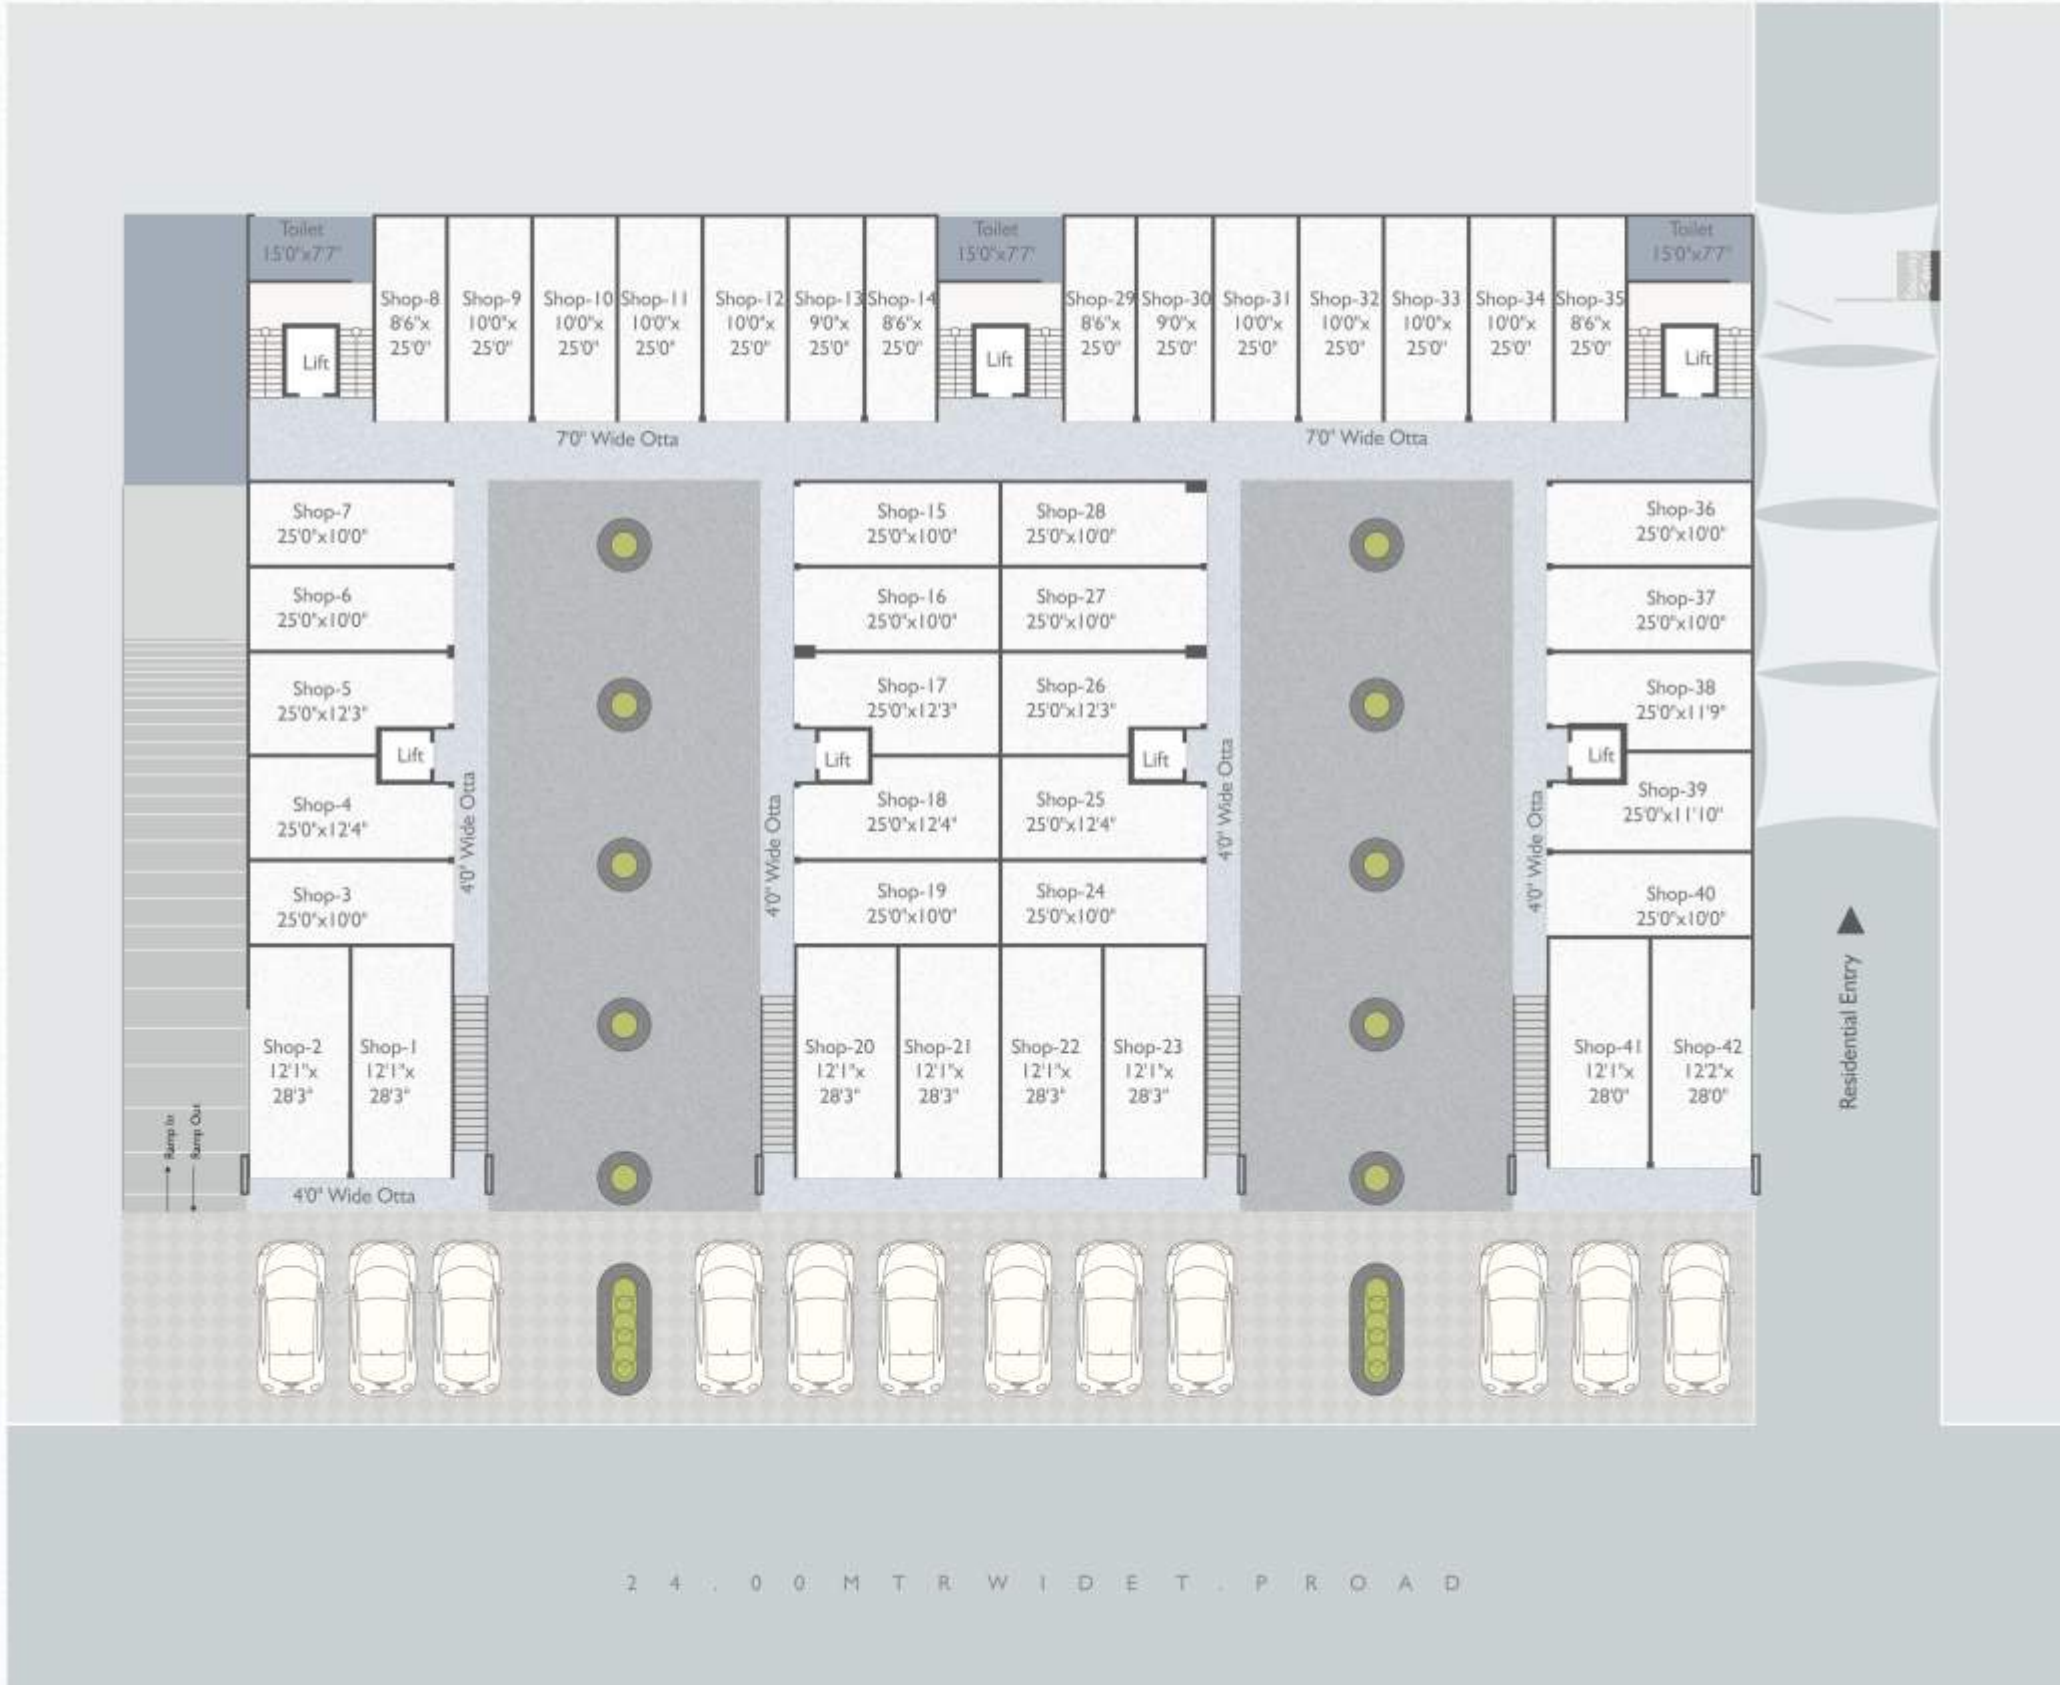 Toilet
15'0"x7'7"
Toilet
15'0"x7'7"
Toilet
15'0"x7'7"
Shop-8
8'6"x
25'0"
Shop-9
10'0"x
25'0"
Shop-10
10'0"x
25'0"
Shop-11
10'0"x
25'0"
Shop-12
10'0"x
25'0"
Shop-13
9'0"x
25'0"
Shop-14
8'6"x
25'0"
Shop-29
8'6"x
25'0"
Shop-30
9'0"x
25'0"
Shop-31
10'0"x
25'0"
Shop-32
10'0"x
25'0"
Shop-33
10'0"x
25'0"
Shop-34
10'0"x
25'0"
Shop-35
8'6"x
25'0"
Lift
Lift
Lift
7'0" Wide Otta
7'0" Wide Otta
Shop-7
25'0"x10'0"
Shop-6
25'0"x10'0"
Shop-5
25'0"x12'3"
Lift
Shop-4
25'0"x12'4"
Shop-3
25'0"x10'0"
4'0" Wide Otta
Shop-2
12'1"x
28'3"
Shop-1
12'1"x
28'3"
4'0" Wide Otta
Ramp In
Ramp Out
Shop-15
25'0"x10'0"
Shop-28
25'0"x10'0"
Shop-16
25'0"x10'0"
Shop-27
25'0"x10'0"
Shop-17
25'0"x12'3"
Shop-26
25'0"x12'3"
Lift
Lift
Shop-18
25'0"x12'4"
Shop-25
25'0"x12'4"
Shop-19
25'0"x10'0"
Shop-24
25'0"x10'0"
4'0" Wide Otta
4'0" Wide Otta
Shop-20
12'1"x
28'3"
Shop-21
12'1"x
28'3"
Shop-22
12'1"x
28'3"
Shop-23
12'1"x
28'3"
Shop-36
25'0"x10'0"
Shop-37
25'0"x10'0"
Shop-38
25'0"x11'9"
Lift
Shop-39
25'0"x11'10"
Shop-40
25'0"x10'0"
4'0" Wide Otta
Shop-41
12'1"x
28'0"
Shop-42
12'2"x
28'0"
Residential Entry
24.00MTRWIDET.PROAD